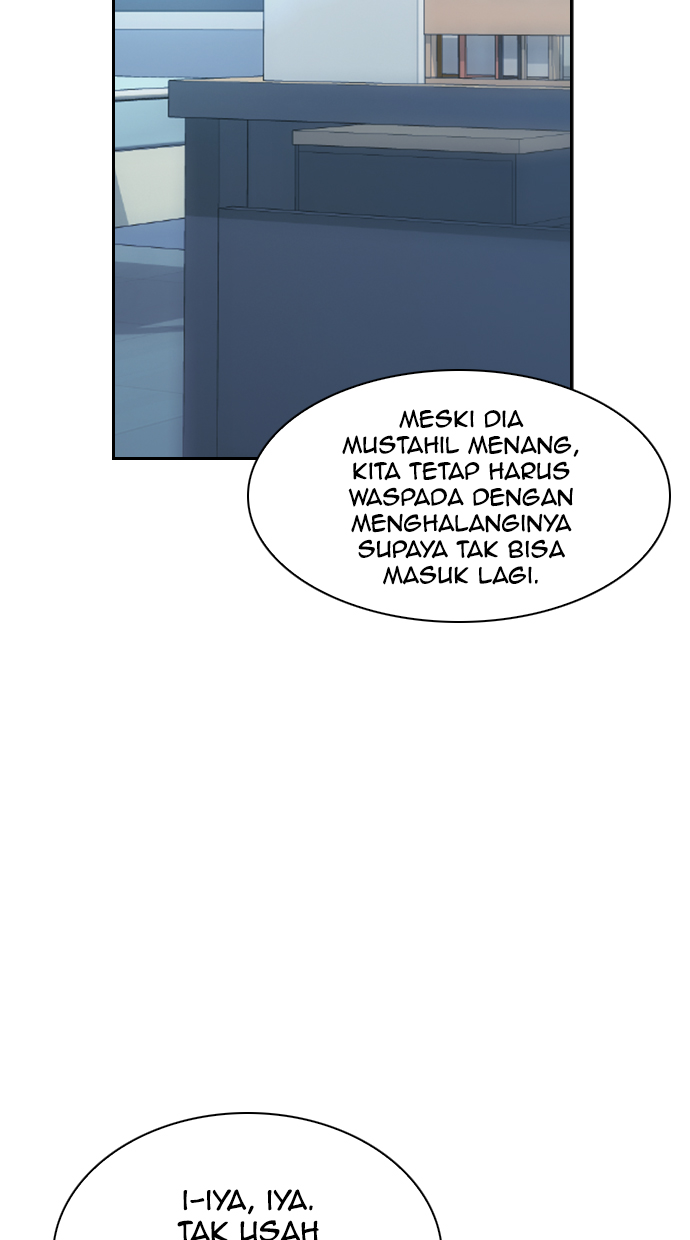 MESKI DIA
MUSTAHIL MENANG,
KITA TETAP HARUS
WASPADA DENGAN
MENGHALANGINYA
SUPAYA TAK BISA
MASUK LAGI.
I-IYA, IYA.
TAK USAH